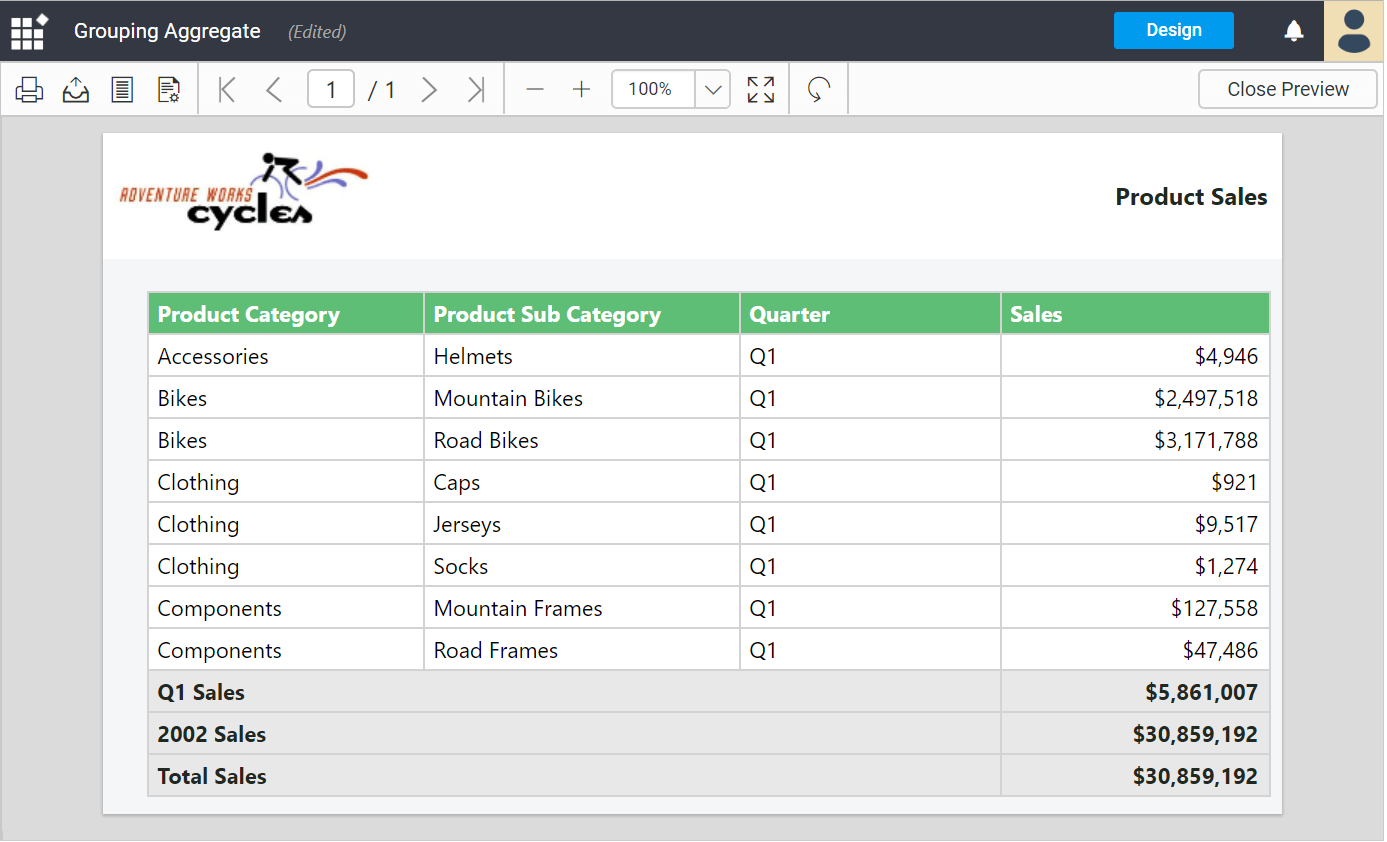 Grouping Aggregate (Edited) Design
1 / 1 100% Close Preview
ADVENTURE WORKS
cycles
Product Sales
Product Category Product Sub Category Quarter Sales
Accessories Helmets Q1 $4,946
Bikes Mountain Bikes Q1 $2,497,518
Bikes Road Bikes Q1 $3,171,788
Clothing Caps Q1 $921
Clothing Jerseys Q1 $9,517
Clothing Socks Q1 $1,274
Components Mountain Frames Q1 $127,558
Components Road Frames Q1 $47,486
Q1 Sales $5,861,007
2002 Sales $30,859,192
Total Sales $30,859,192